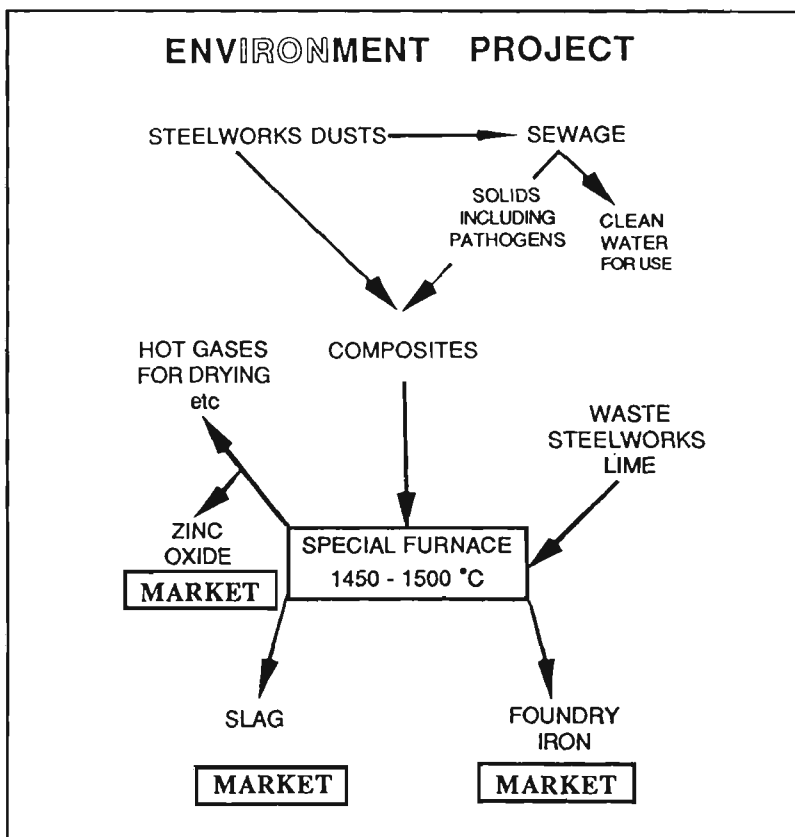 ENVIRONMENT PROJECT
STEELWORKS DUSTS
SEWAGE
SOLIDS
INCLUDING
PATHOGENS
CLEAN
WATER
FOR USE
HOT GASES
FOR DRYING
etc
COMPOSITES
WASTE
STEELWORKS
LIME
ZINC
OXIDE
MARKET
SPECIAL FURNACE
1450 - 1500 °C
SLAG
MARKET
FOUNDRY
IRON
MARKET